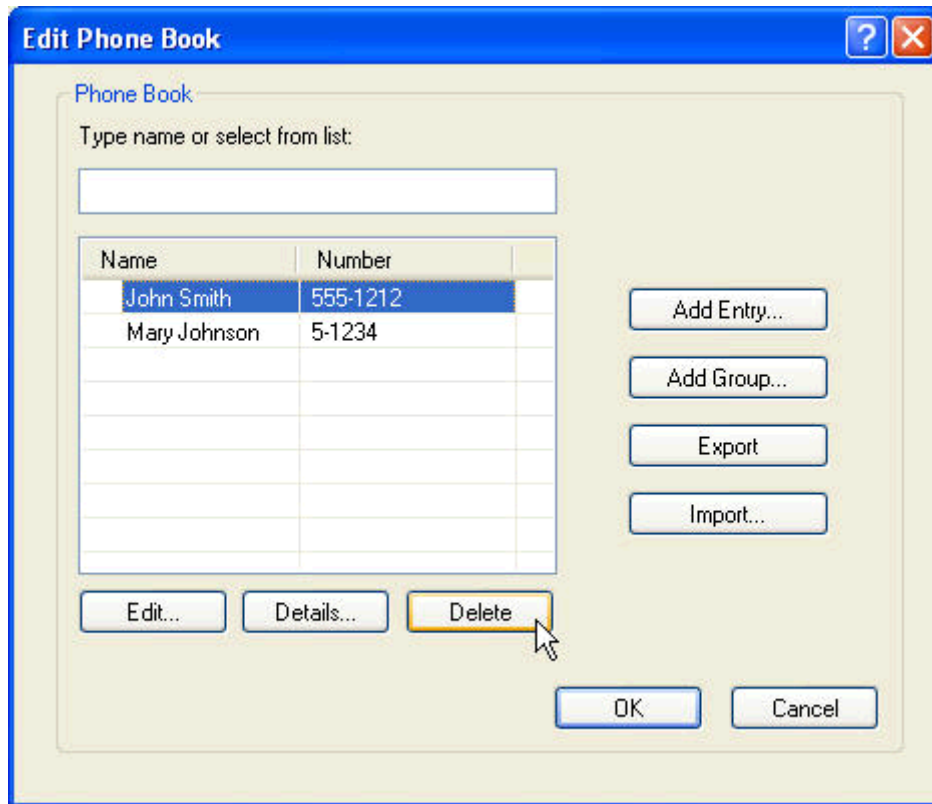 Edit Phone Book
Phone Book
Type name or select from list:
Name Number
John Smith 555-1212
Mary Johnson 5-1234
Add Entry...
Add Group...
Export
Import...
Edit... Details... Delete
OK Cancel